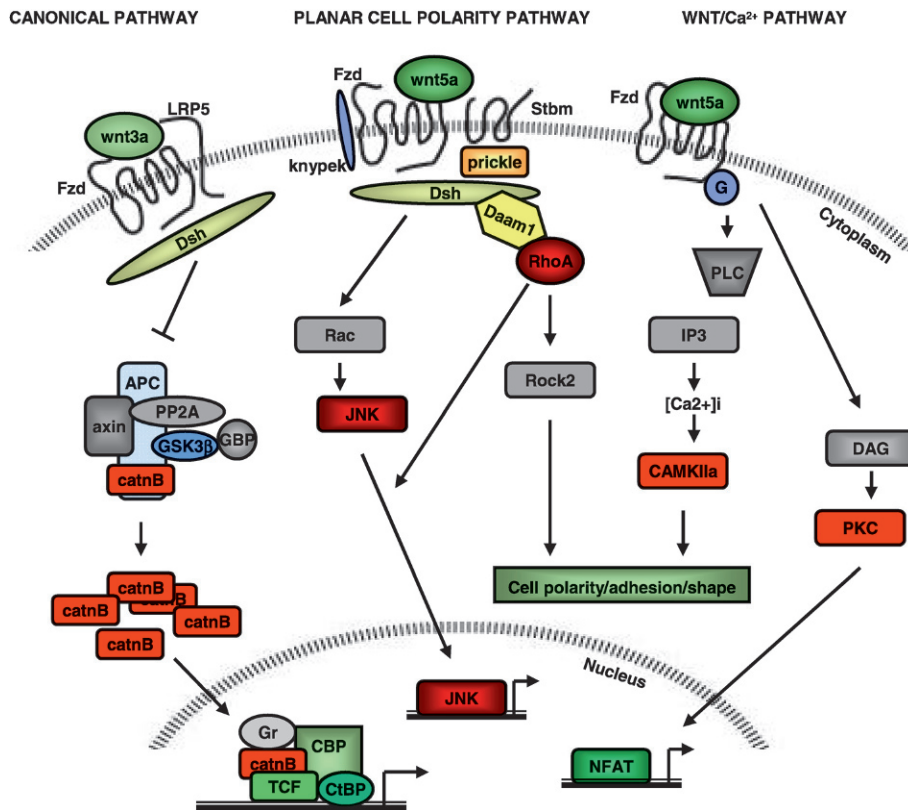 CANONICAL PATHWAY
PLANAR CELL POLARITY PATHWAY
WNT/Ca²⁺ PATHWAY
Fzd
wnt5a
LRP5
Stbm
Fzd
wnt5a
wnt3a
knypek
prickle
Fzd
G
Dsh
Daam1
Dsh
Cytoplasm
RhoA
PLC
Rac
IP3
APC
Rock2
PP2A
axin
JNK
[Ca2+]i
GSK3β
GBP
DAG
catnB
CAMKIIa
PKC
catnB
catnB
catnB
catnB
catnB
Cell polarity/adhesion/shape
Nucleus
JNK
Gr
CBP
catnB
NFAT
TCF
CtBP